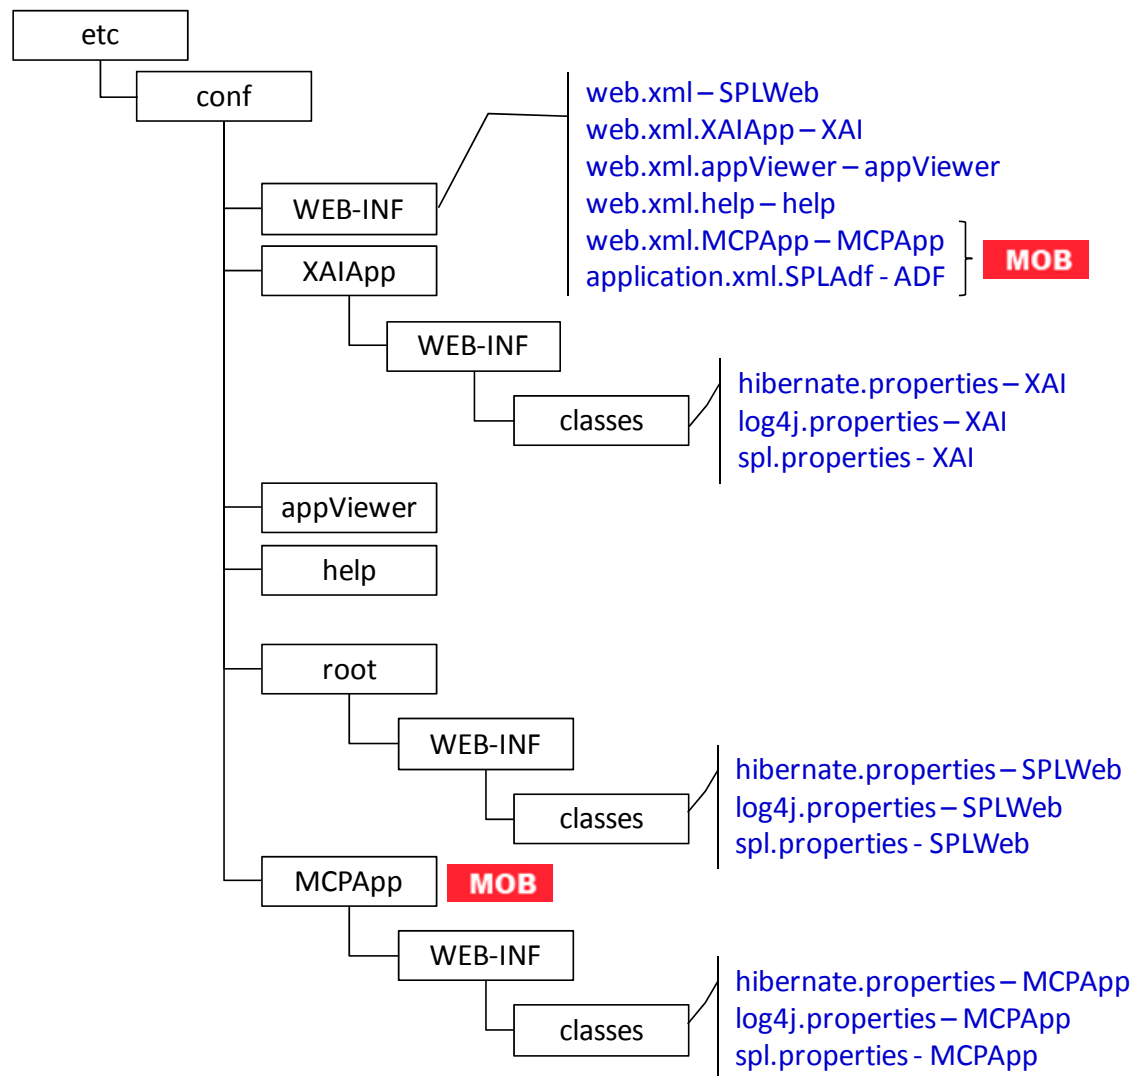 etc
conf
web.xml – SPLWeb
web.xml.XAIApp – XAI
web.xml.appViewer – appViewer
web.xml.help – help
web.xml.MCPApp – MCPApp
application.xml.SPLAdf - ADF
MOB
WEB-INF
XAIApp
WEB-INF
classes
hibernate.properties – XAI
log4j.properties – XAI
spl.properties - XAI
appViewer
help
root
WEB-INF
classes
hibernate.properties – SPLWeb
log4j.properties – SPLWeb
spl.properties - SPLWeb
MCPApp
MOB
WEB-INF
classes
hibernate.properties – MCPApp
log4j.properties – MCPApp
spl.properties - MCPApp